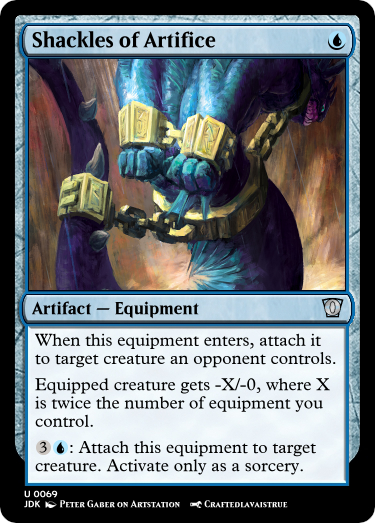 Shackles of Artifice
Artifact — Equipment
When this equipment enters, attach it
to target creature an opponent controls.
Equipped creature gets -X/-0, where X
is twice the number of equipment you
control.
3 : Attach this equipment to target
creature. Activate only as a sorcery.
U 0069
JDK Peter Gaber on Artstation Craftedlavaistrue